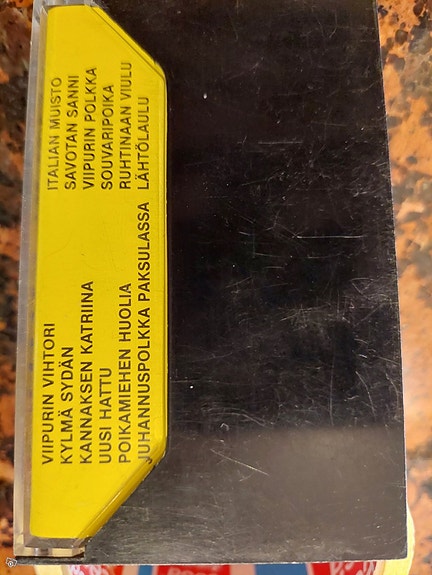 VIIPURIN VIHTORI
KYLMÄ SYDÄN
KANNAKSEN KATRIINA
UUSI HATTU
POIKAMIEHEN HUOLIA
JUHANNUSPOLKKA PAKSULASSA
ITALIAN MUISTO
SAVOTAN SANNI
VIIPURIN POLKKA
SOUVARIPOIKA
RUHTINAAN VIULU
LÄHTÖLAULU